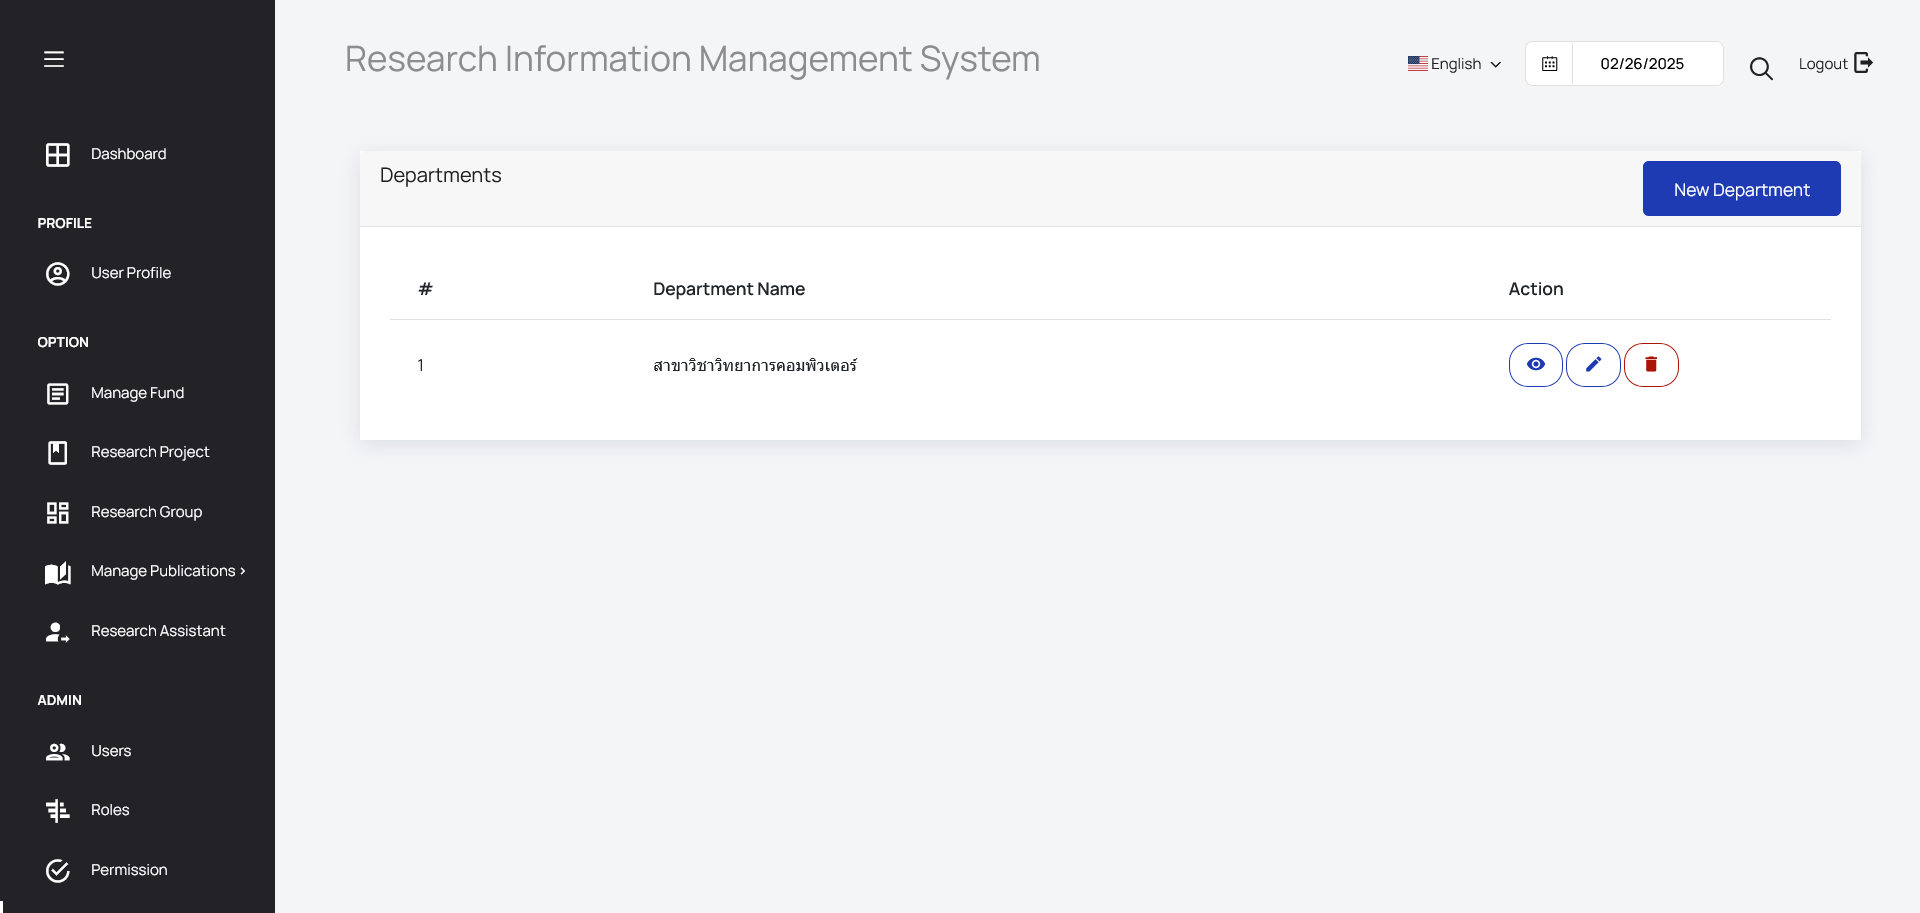 Research Information Management System
English
02/26/2025
Logout
Dashboard
PROFILE
User Profile
OPTION
Manage Fund
Research Project
Research Group
Manage Publications
Research Assistant
ADMIN
Users
Roles
Permission
Departments
New Department
# Department Name Action
1 สาขาวิชาวิทยาการคอมพิวเตอร์